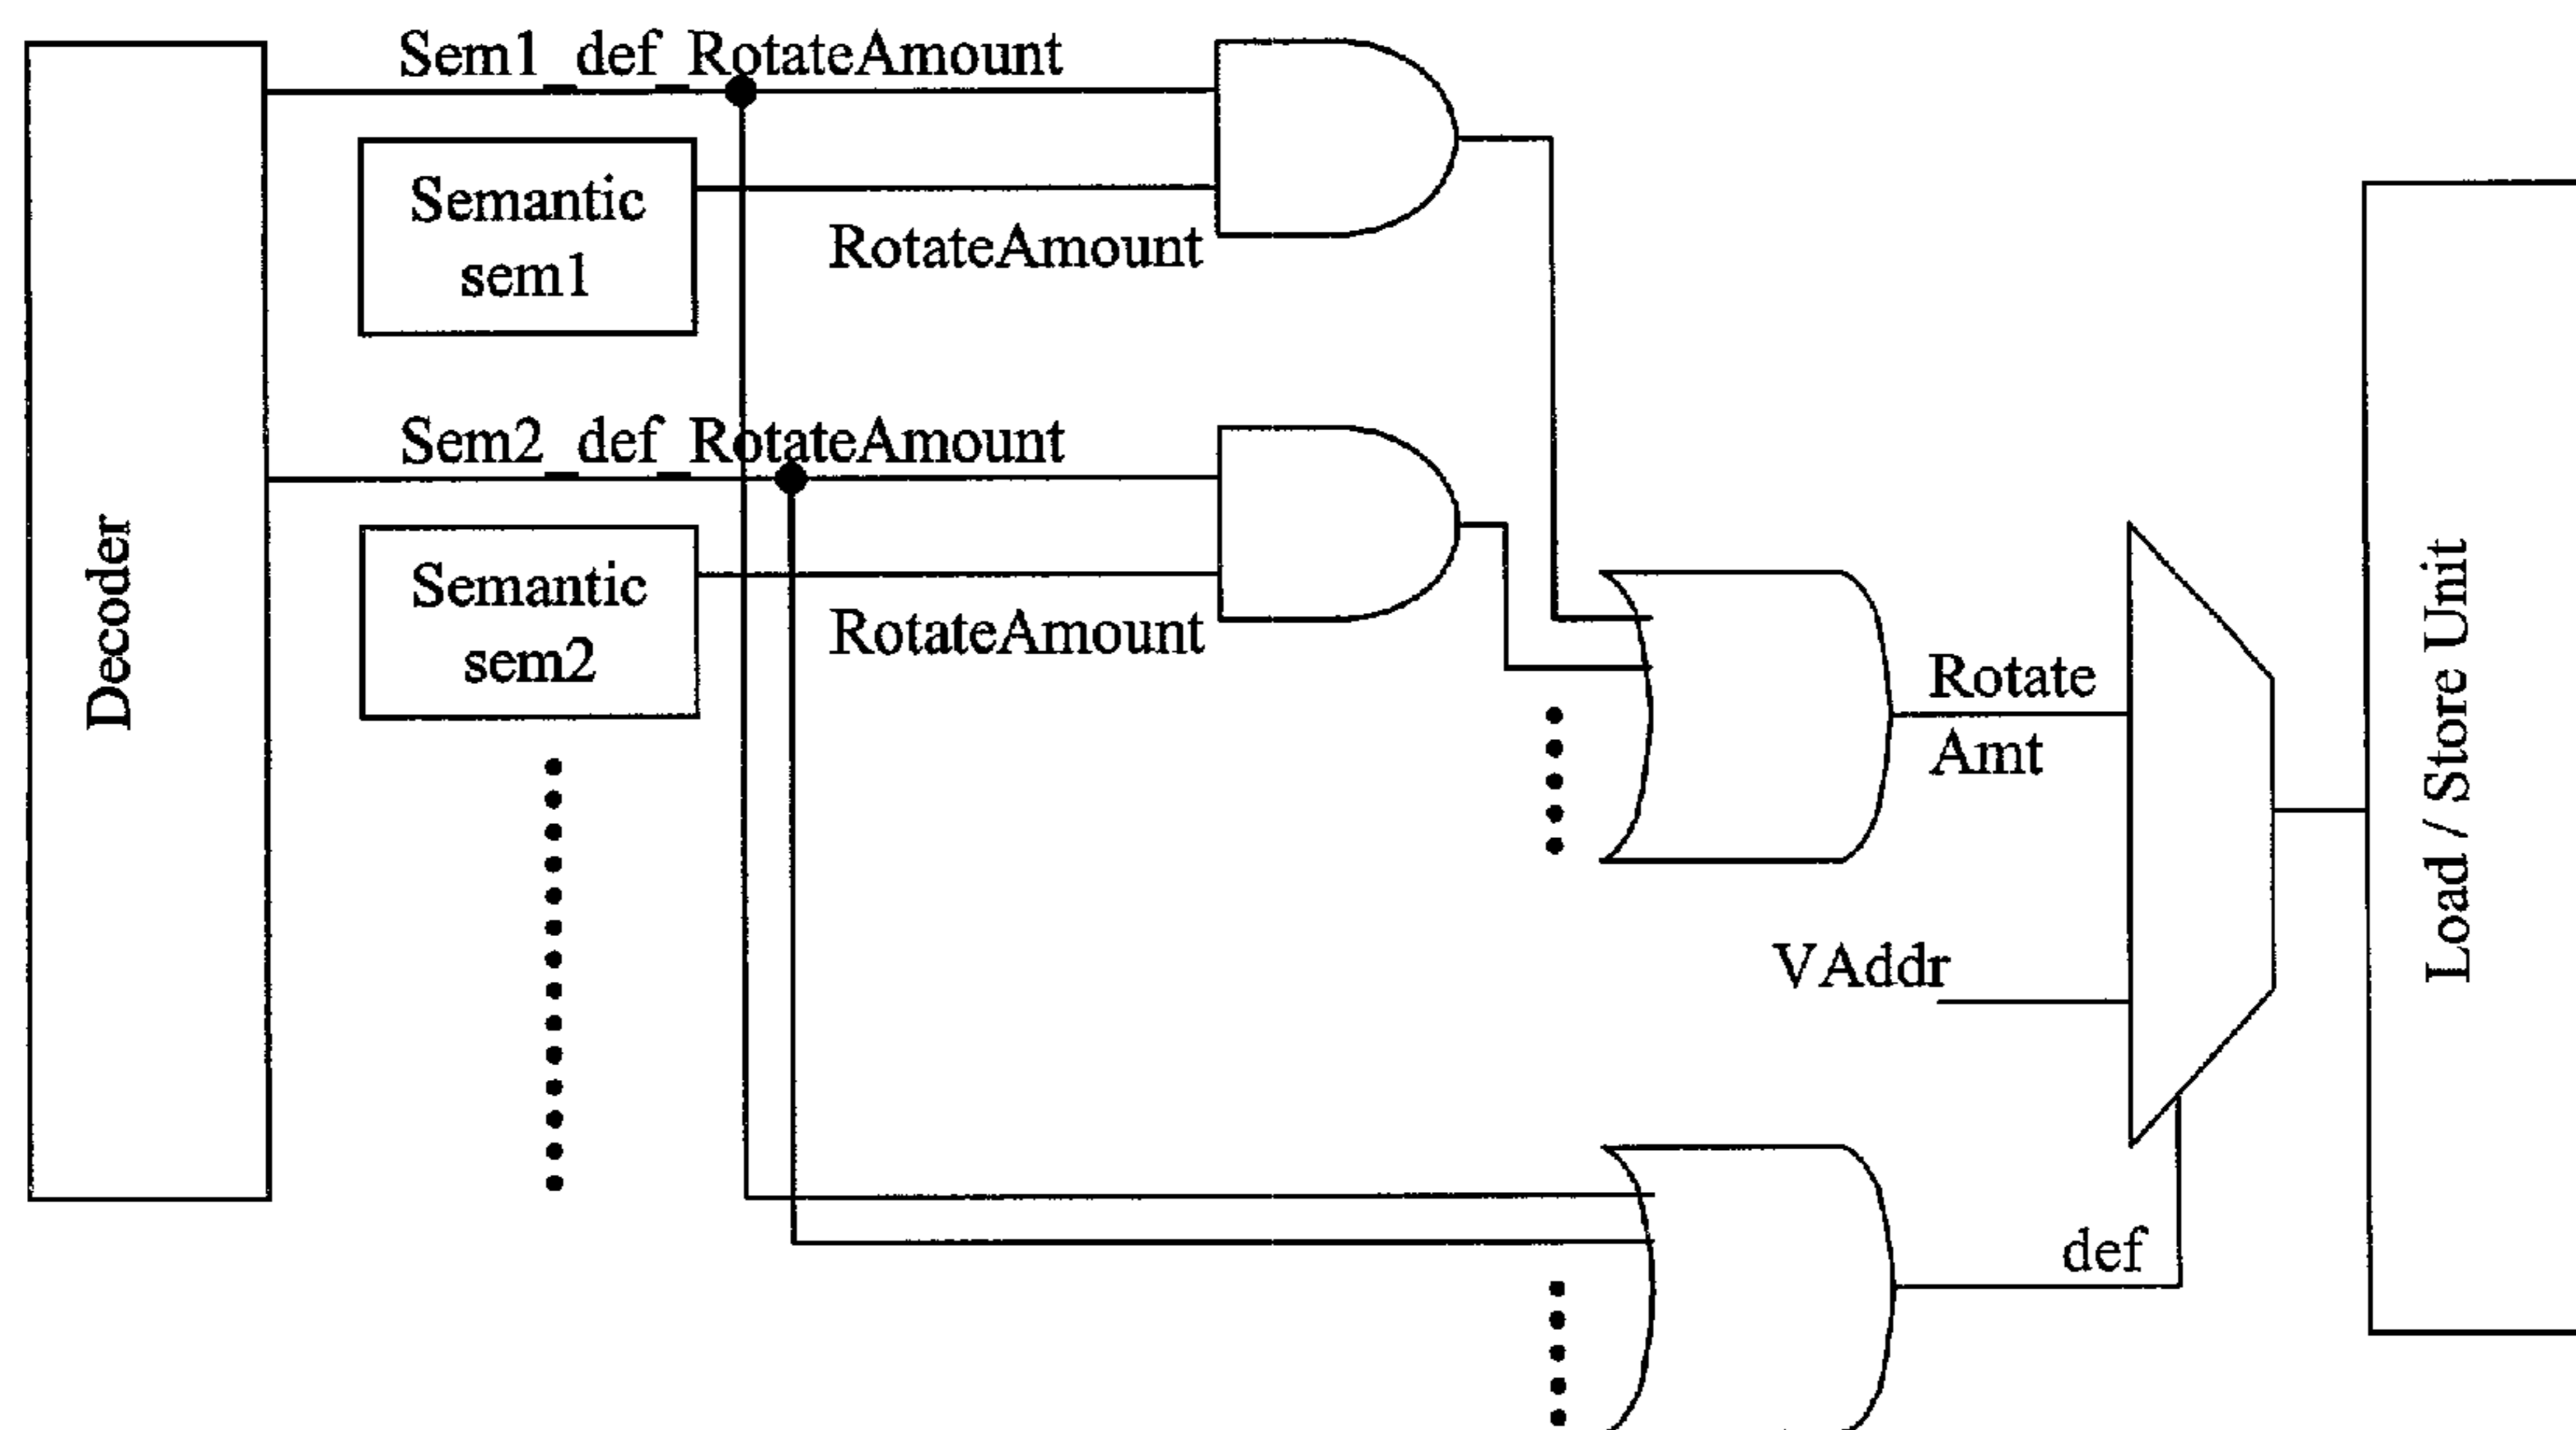 Sem1_def_RotateAmount
Semantic
sem1
RotateAmount
Decoder
Sem2_def_RotateAmount
Semantic
sem2
RotateAmount
Rotate
Amt
VAddr
def
Load / Store Unit